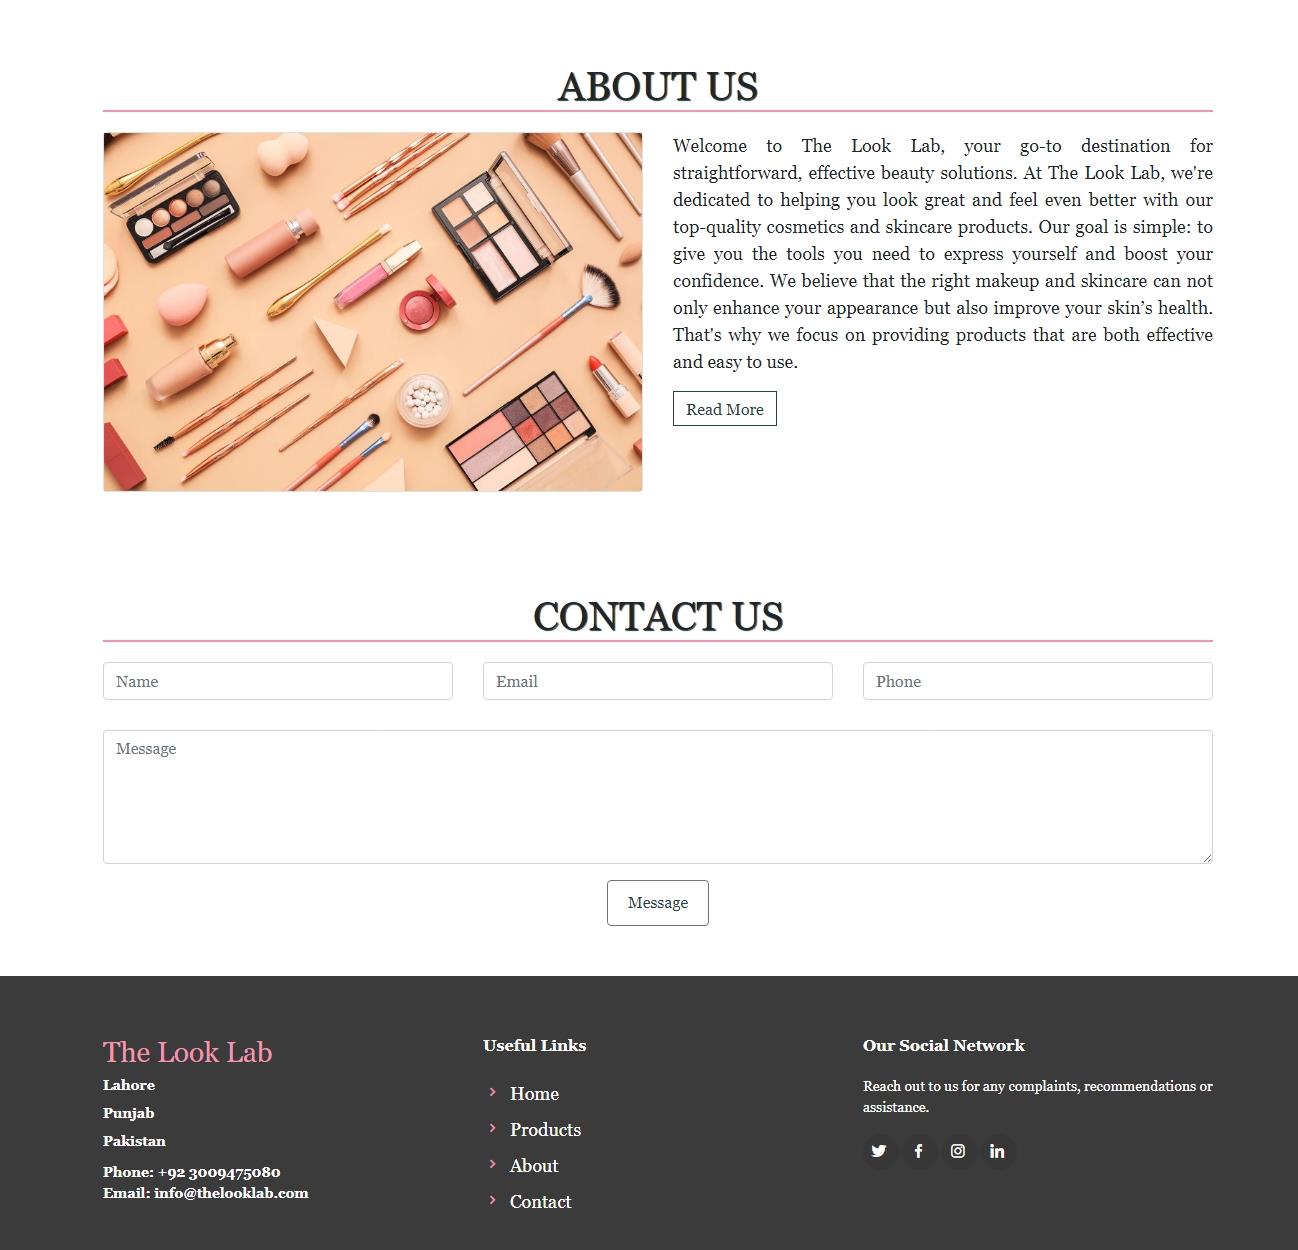 ABOUT US
Welcome to The Look Lab, your go-to destination for
straightforward, effective beauty solutions. At The Look Lab, we're
dedicated to helping you look great and feel even better with our
top-quality cosmetics and skincare products. Our goal is simple: to
give you the tools you need to express yourself and boost your
confidence. We believe that the right makeup and skincare can not
only enhance your appearance but also improve your skin’s health.
That's why we focus on providing products that are both effective
and easy to use.
Read More
CONTACT US
Name
Email
Phone
Message
Message
The Look Lab
Lahore
Punjab
Pakistan
Phone: +92 3009475080
Email: info@thelooklab.com
Useful Links
Home
Products
About
Contact
Our Social Network
Reach out to us for any complaints, recommendations or
assistance.